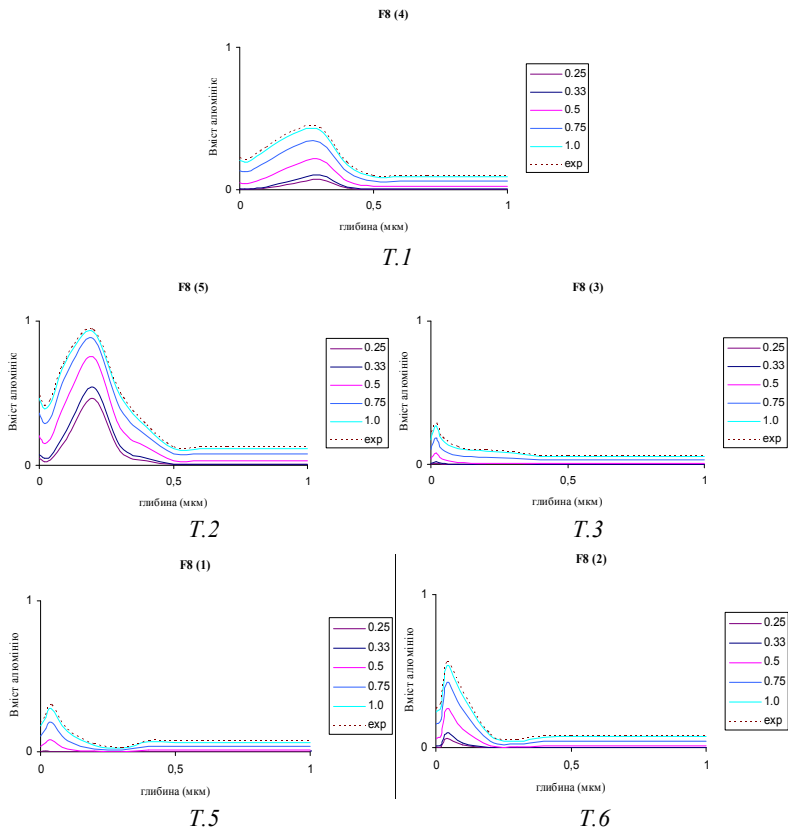 F8 (4)
1
Вміст алюмінію
0
0
0,5
1
глибина (мкм)
0.25
0.33
0.5
0.75
1.0
exp
Т.1
F8 (5)
1
Вміст алюмінію
0
0
0,5
1
глибина (мкм)
0.25
0.33
0.5
0.75
1.0
exp
Т.2
F8 (3)
1
Вміст алюмінію
0
0
0,5
1
глибина (мкм)
0.25
0.33
0.5
0.75
1.0
exp
Т.3
F8 (1)
1
Вміст алюмінію
0
0
0,5
1
глибина (мкм)
0.25
0.33
0.5
0.75
1.0
exp
Т.5
F8 (2)
1
Вміст алюмінію
0
0
0,5
1
глибина (мкм)
0.25
0.33
0.5
0.75
1.0
exp
Т.6